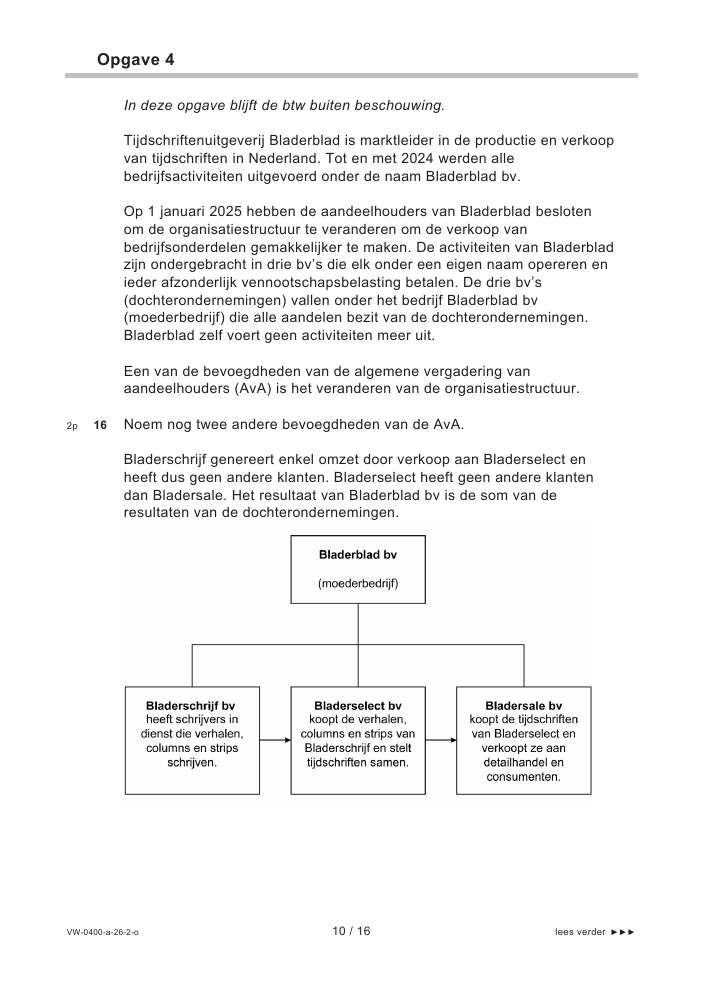 Opgave 4
In deze opgave blijft de btw buiten beschouwing.
Tijdschriftenuitgeverij Bladerblad is marktleider in de productie en verkoop
van tijdschriften in Nederland. Tot en met 2024 werden alle
bedrijfsactiviteiten uitgevoerd onder de naam Bladerblad bv.
Op 1 januari 2025 hebben de aandeelhouders van Bladerblad besloten
om de organisatiestructuur te veranderen om de verkoop van
bedrijfsonderdelen gemakkelijker te maken. De activiteiten van Bladerblad
zijn ondergebracht in drie bv's die elk onder een eigen naam opereren en
ieder afzonderlijk vennootschapsbelasting betalen. De drie bv's
(dochterondernemingen) vallen onder het bedrijf Bladerblad bv
(moederbedrijf) die alle aandelen bezit van de dochterondernemingen.
Bladerblad zelf voert geen activiteiten meer uit.
Een van de bevoegdheden van de algemene vergadering van
aandeelhouders (AvA) is het veranderen van de organisatiestructuur.
2p 16 Noem nog twee andere bevoegdheden van de AvA.
Bladerschrijf genereert enkel omzet door verkoop aan Bladerselect en
heeft dus geen andere klanten. Bladerselect heeft geen andere klanten
dan Bladersale. Het resultaat van Bladerblad bv is de som van de
resultaten van de dochterondernemingen.
Bladerblad bv
(moederbedrijf)
Bladerschrijf bv
heeft schrijvers in
dienst die verhalen,
columns en strips
schrijven.
Bladerselect bv
koopt de verhalen,
columns en strips van
Bladerschrijf en stelt
tijdschriften samen.
Bladersale bv
koopt de tijdschriften
van Bladerselect en
verkoopt ze aan
detailhandel en
consumenten.
VW-0400-a-26-2-o 10 / 16 lees verder ►►►